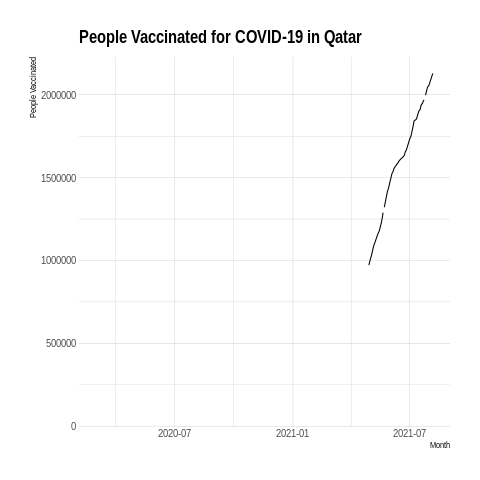 People Vaccinated for COVID-19 in Qatar
People Vaccinated
2000000
1500000
1000000
500000
0
2020-07 2021-01 2021-07
Month